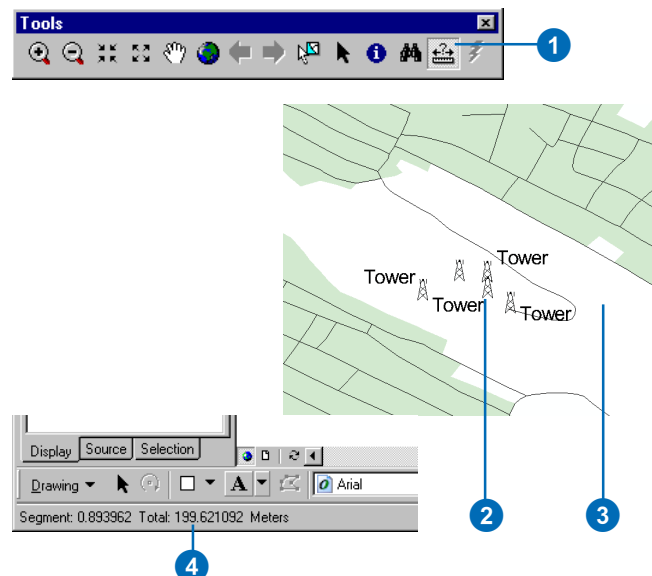 Tools
1
Tower
Tower
Tower
Tower
Display Source Selection
Drawing A Arial
Segment: 0.893962 Total: 199.621092 Meters
2
3
4